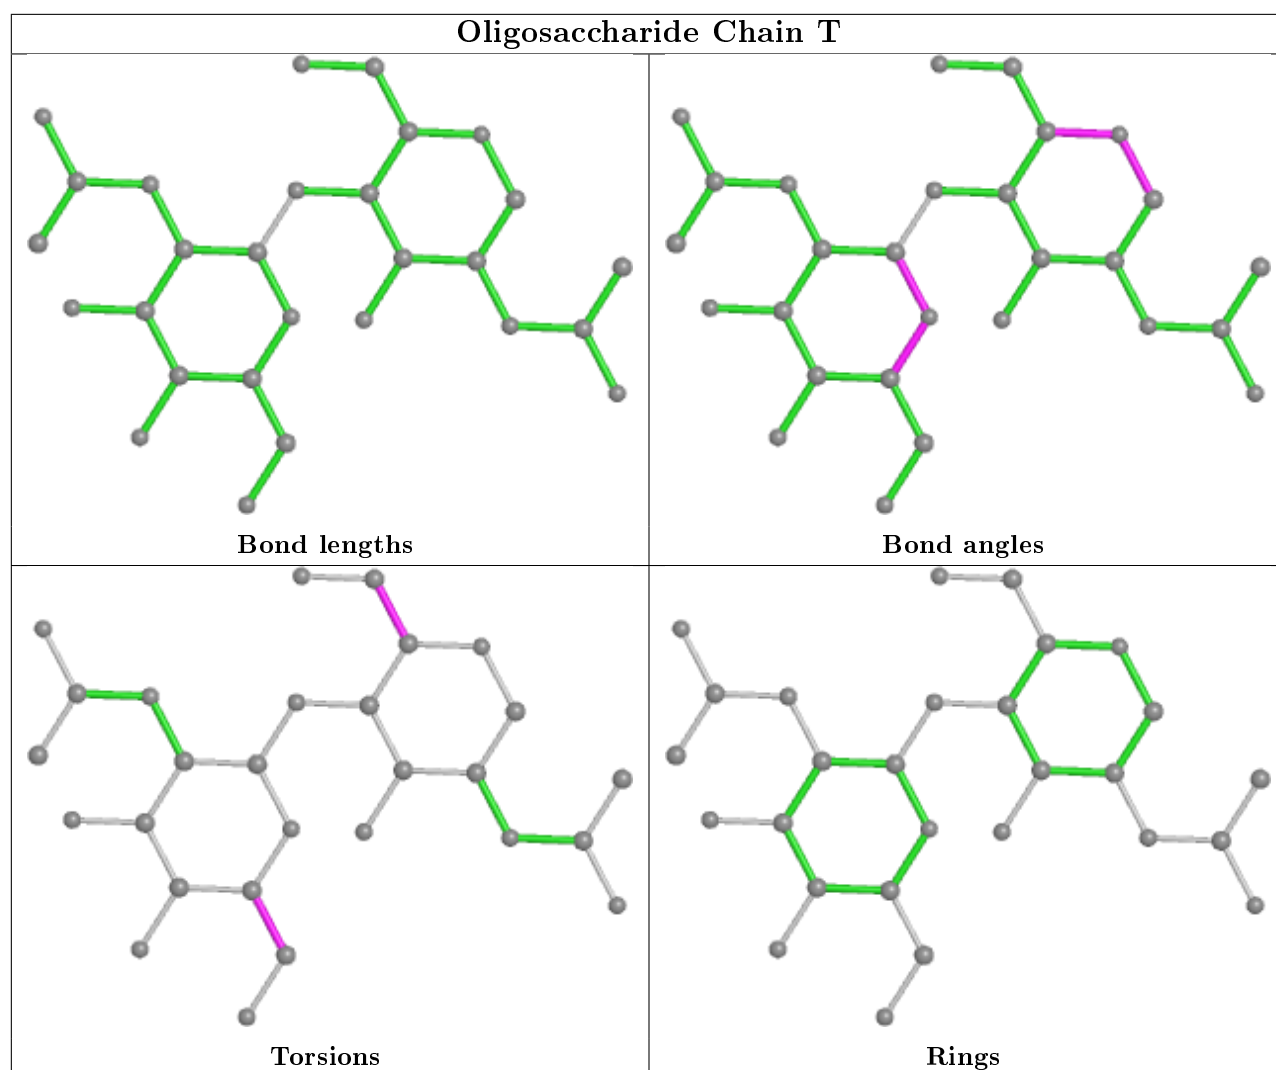 Oligosaccharide Chain T
Bond lengths
Bond angles
Torsions
Rings